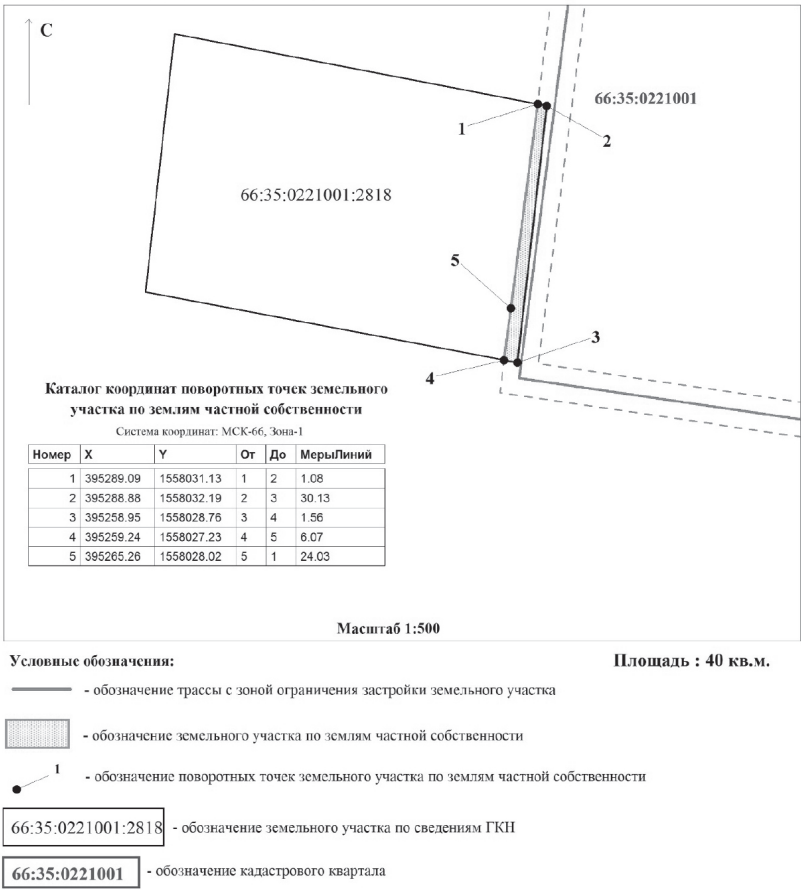 С
66:35:0221001
1
2
66:35:0221001:2818
5
3
4
Каталог координат поворотных точек земельного
участка по землям частной собственности
Система координат: МСК-66, Зона-1
Номер X Y От До МерыЛиний
1 395289.09 1558031.13 1 2 1.08
2 395288.88 1558032.19 2 3 30.13
3 395258.95 1558028.76 3 4 1.56
4 395259.24 1558027.23 4 5 6.07
5 395265.26 1558028.02 5 1 24.03
Масштаб 1:500
Условные обозначения:
Площадь : 40 кв.м.
- обозначение трассы с зоной ограничения застройки земельного участка
- обозначение земельного участка по землям частной собственности
1 - обозначение поворотных точек земельного участка по землям частной собственности
66:35:0221001:2818 - обозначение земельного участка по сведениям ГКН
66:35:0221001 - обозначение кадастрового квартала